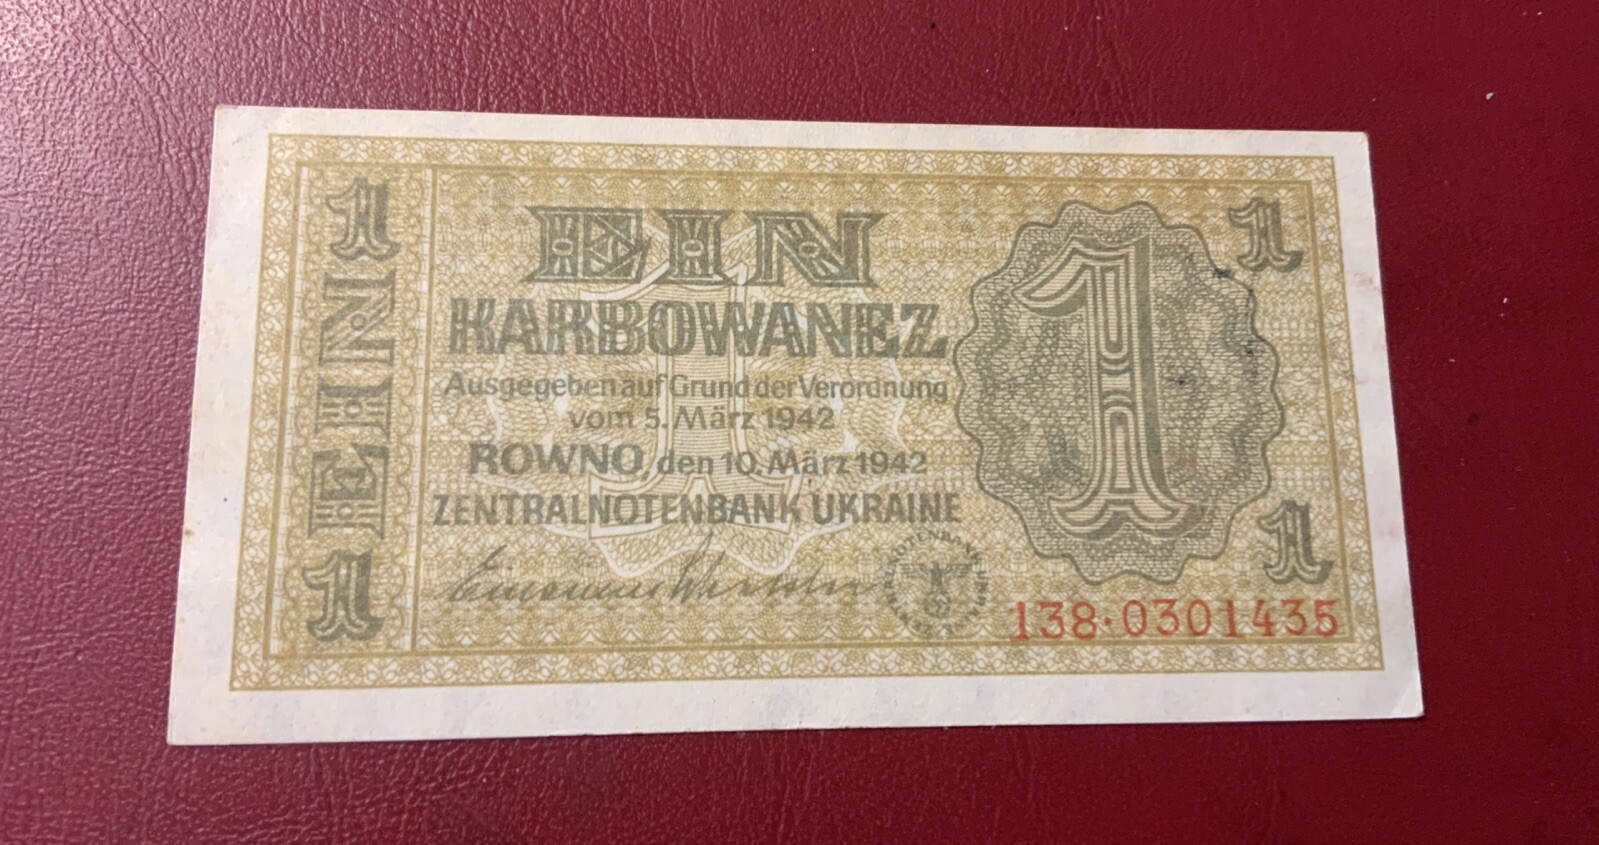 1
EIN
1
EIN
KARBOWANEZ
Ausgegeben auf Grund der Verordnung
vom 5. März 1942
ROWNO, den 10. März 1942
ZENTRALNOTENBANK UKRAINE
1
1
1
138·0301435